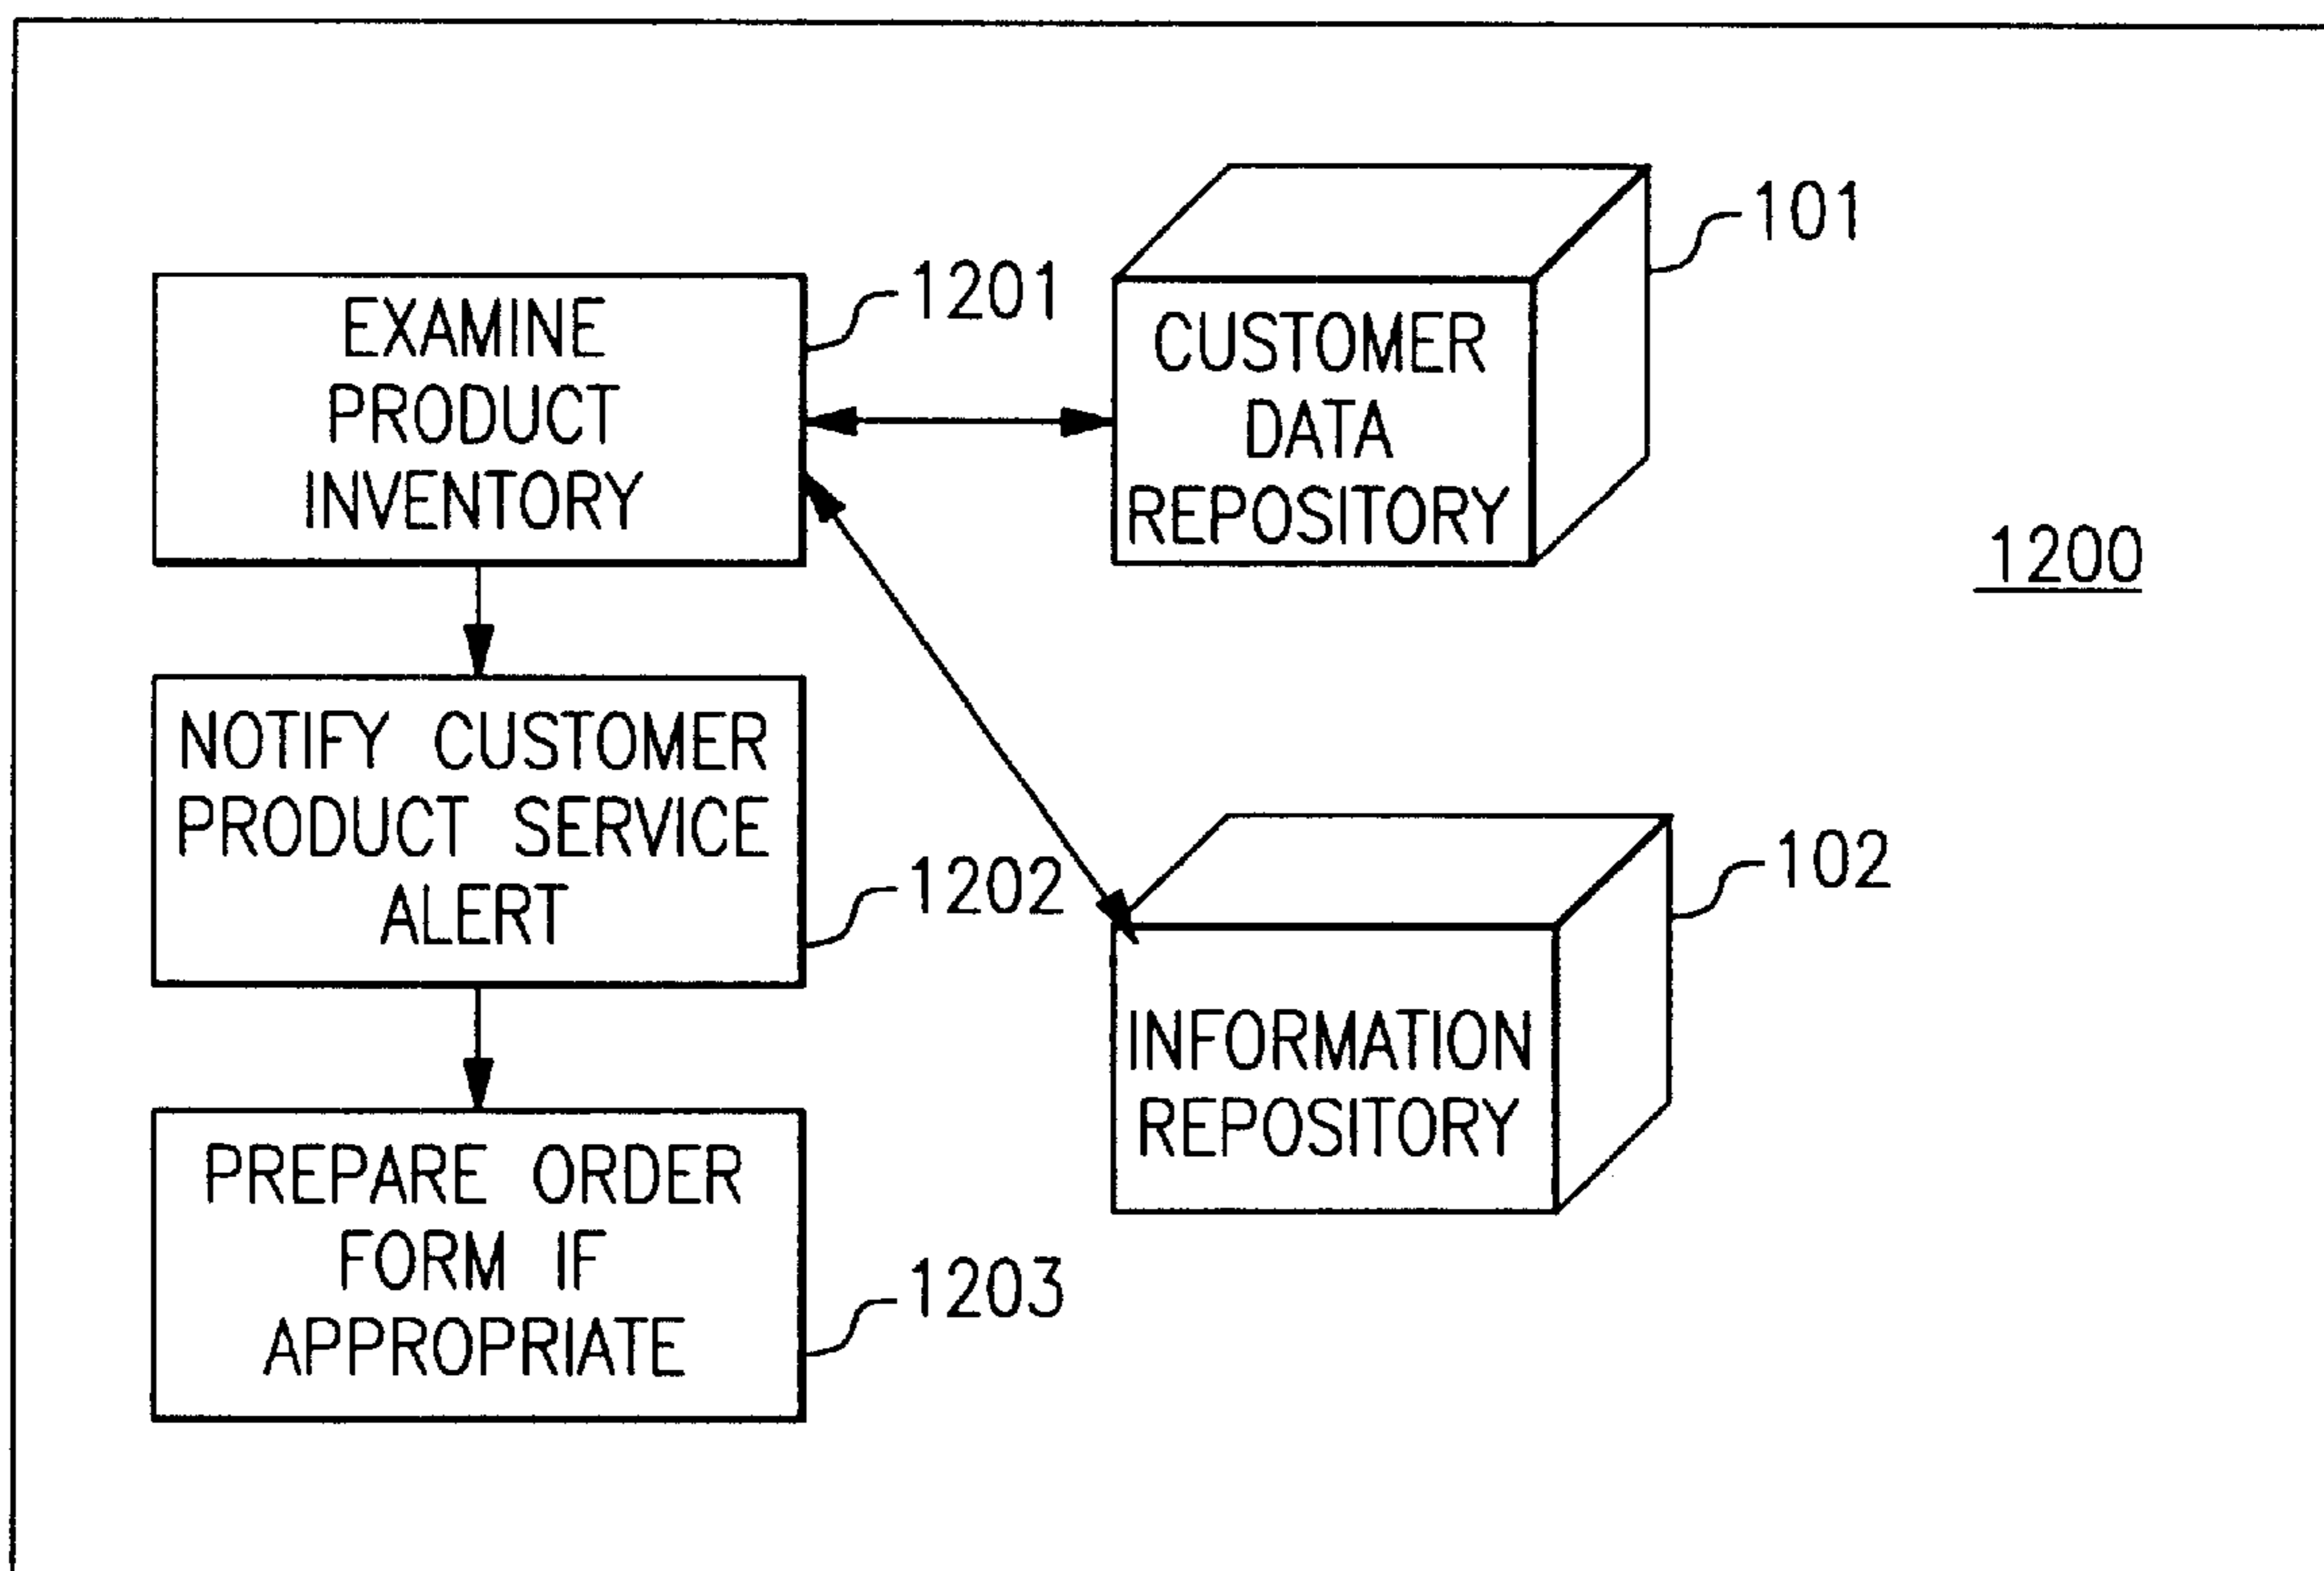 EXAMINE
PRODUCT
INVENTORY
1201
CUSTOMER
DATA
REPOSITORY
101
1200
NOTIFY CUSTOMER
PRODUCT SERVICE
ALERT
1202
INFORMATION
REPOSITORY
102
PREPARE ORDER
FORM IF
APPROPRIATE
1203